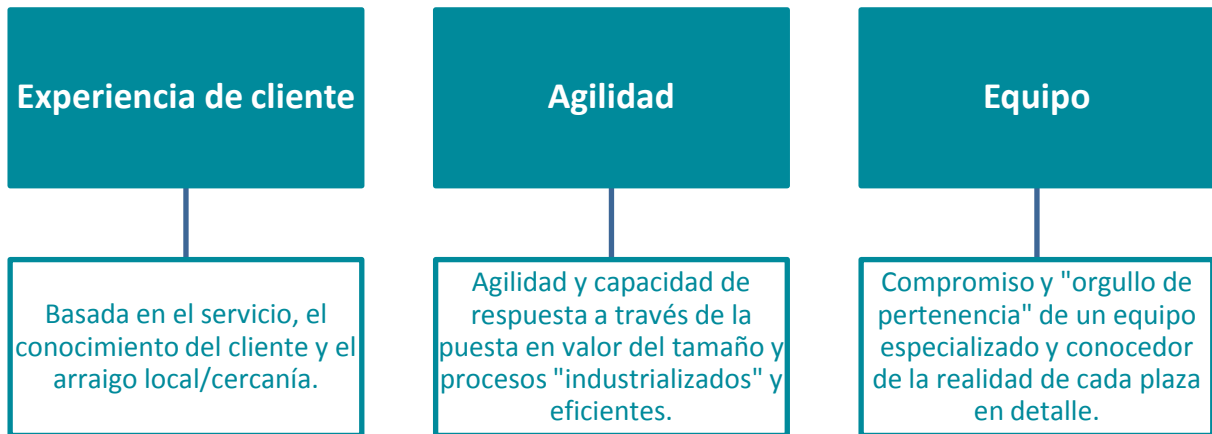 Experiencia de cliente
Basada en el servicio, el
conocimiento del cliente y el
arraigo local/cercanía.
Agilidad
Agilidad y capacidad de
respuesta a través de la
puesta en valor del tamaño y
procesos "industrializados" y
eficientes.
Equipo
Compromiso y "orgullo de
pertenencia" de un equipo
especializado y conocedor
de la realidad de cada plaza
en detalle.